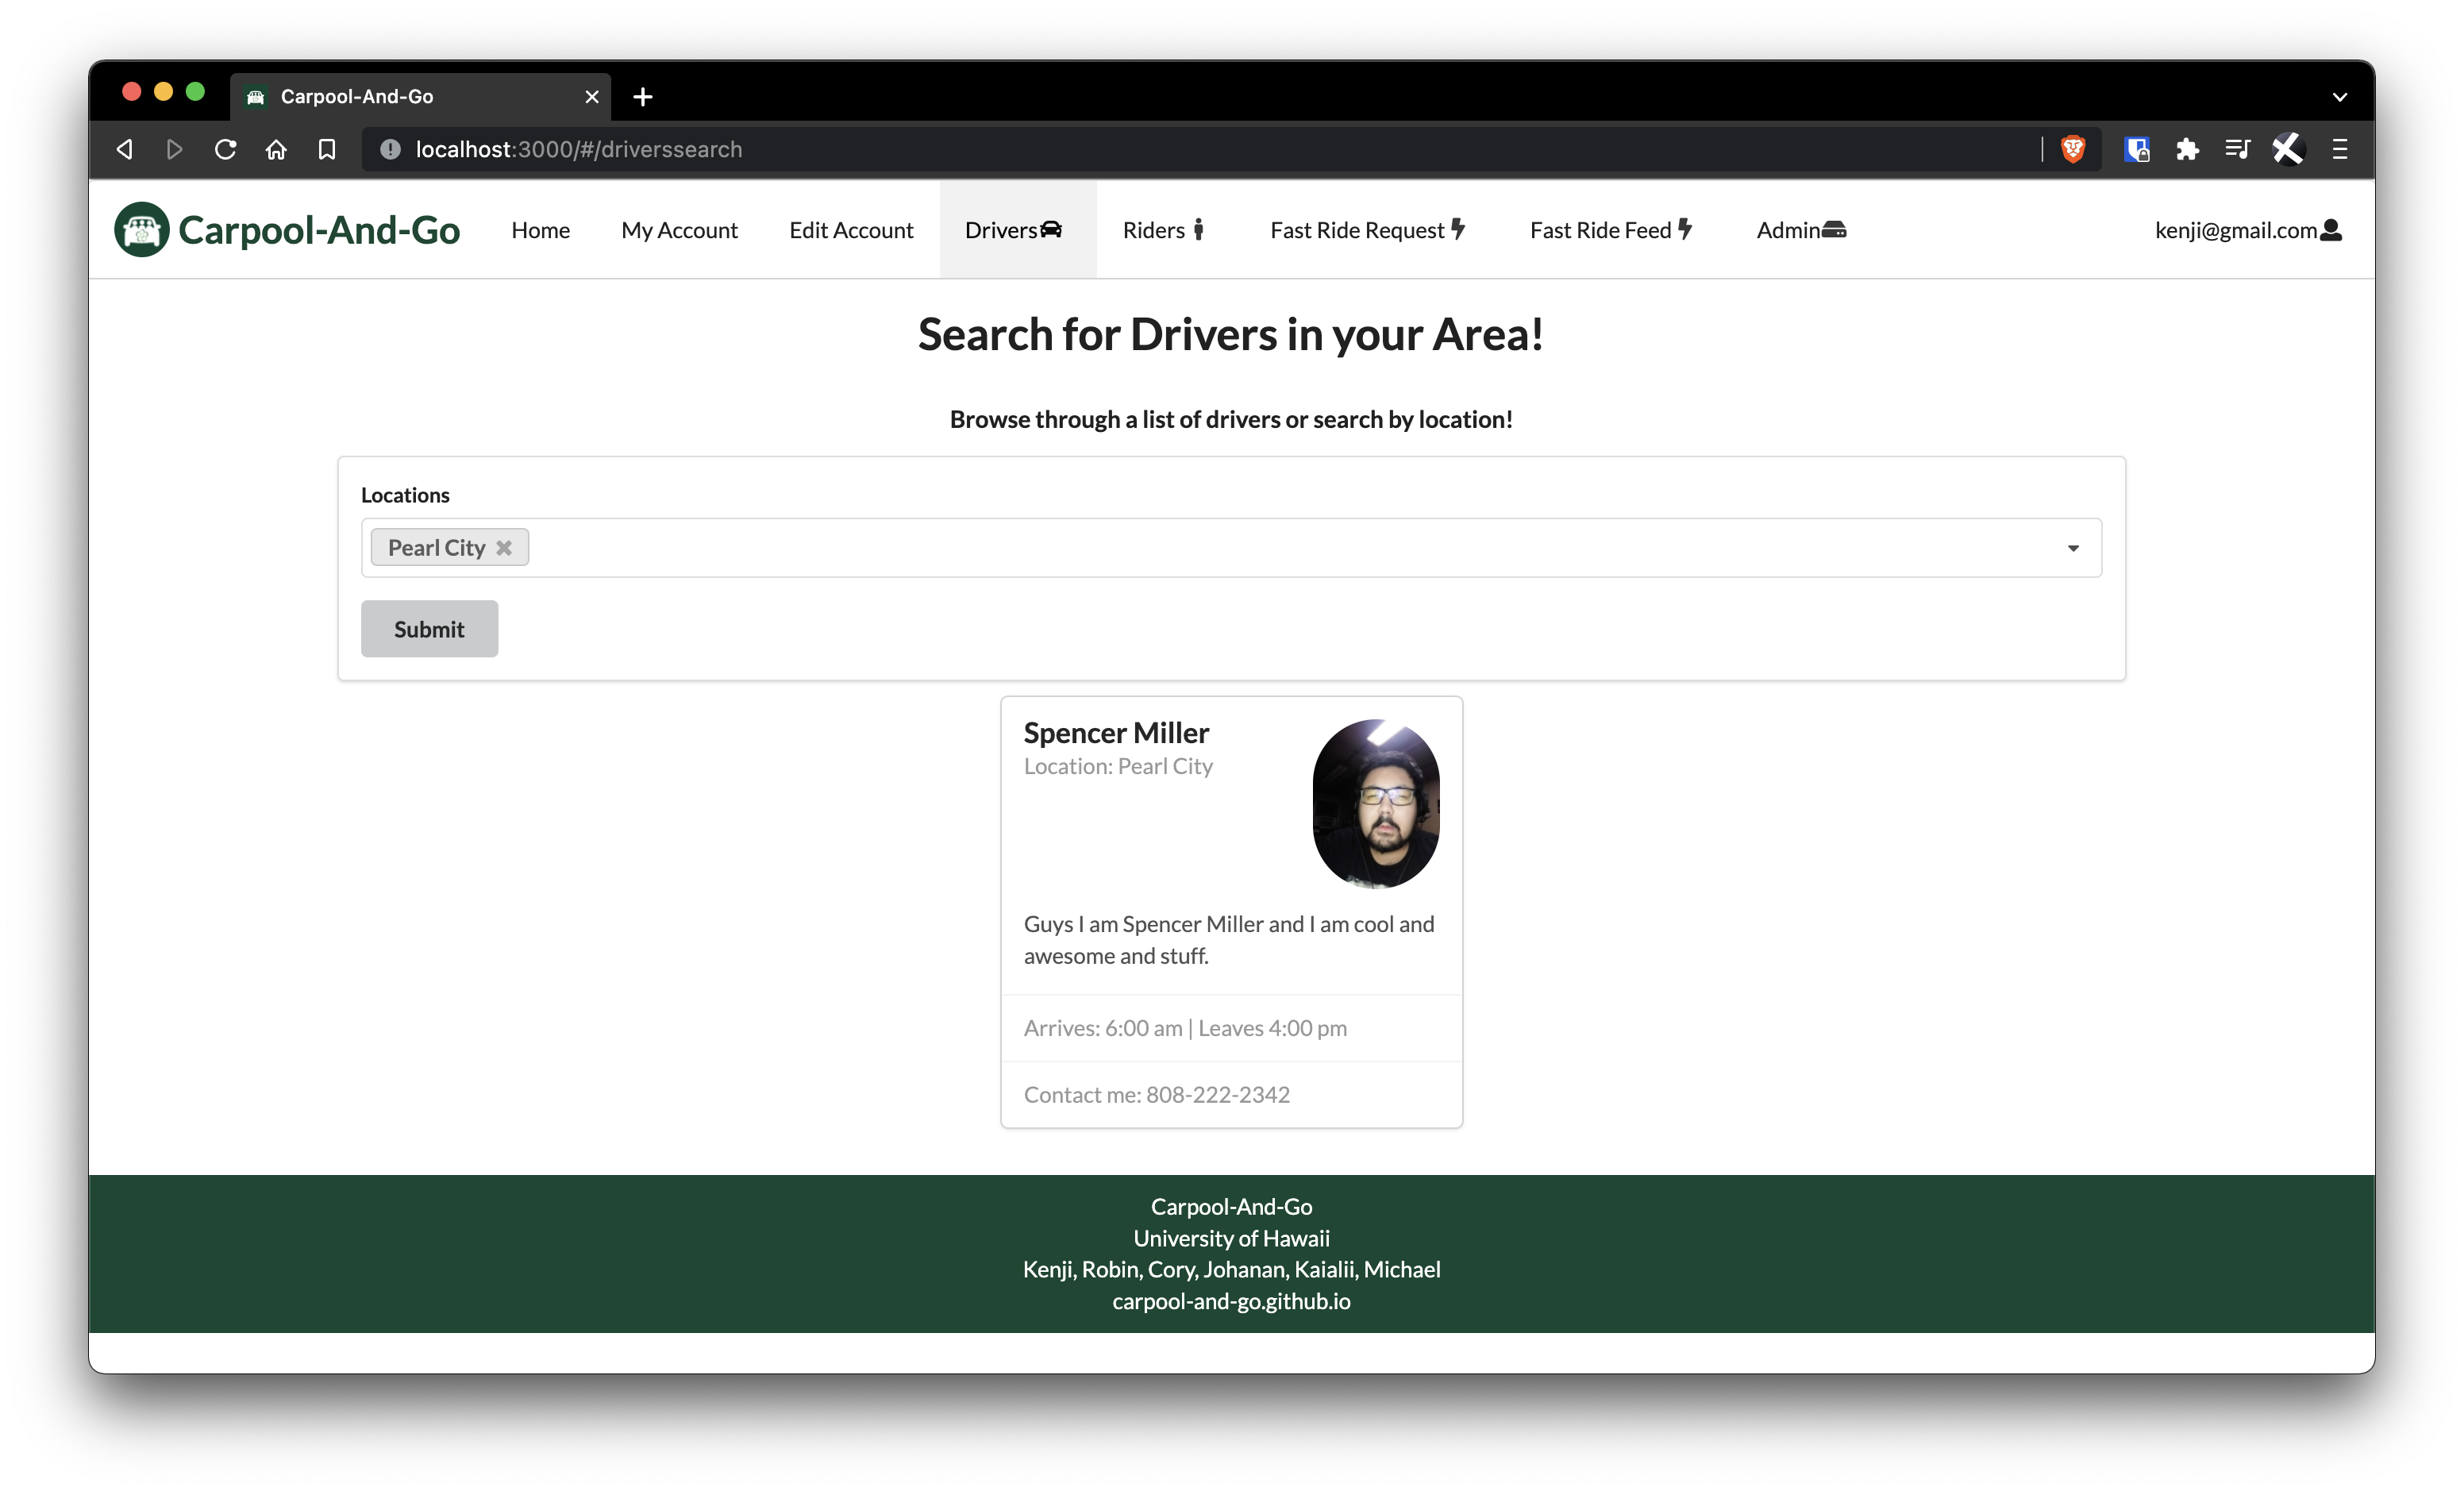 Carpool-And-Go
localhost:3000/#/driverssearch
Carpool-And-Go
Home
My Account
Edit Account
Drivers
Riders
Fast Ride Request
Fast Ride Feed
Admin
kenji@gmail.com
Search for Drivers in your Area!
Browse through a list of drivers or search by location!
Locations
Pearl City
Submit
Spencer Miller
Location: Pearl City
Guys I am Spencer Miller and I am cool and
awesome and stuff.
Arrives: 6:00 am | Leaves 4:00 pm
Contact me: 808-222-2342
Carpool-And-Go
University of Hawaii
Kenji, Robin, Cory, Johanan, Kaialii, Michael
carpool-and-go.github.io